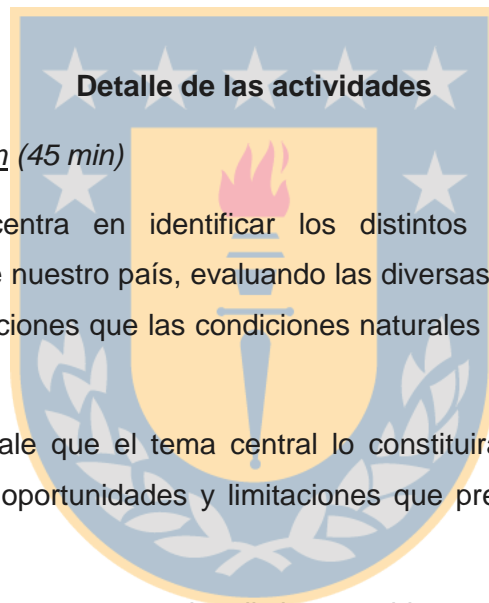 Detalle de las actividades
(45 min)
centra en identificar los distintos
nuestro país, evaluando las diversas
ciones que las condiciones naturales
ale que el tema central lo constituirá
oportunidades y limitaciones que pre